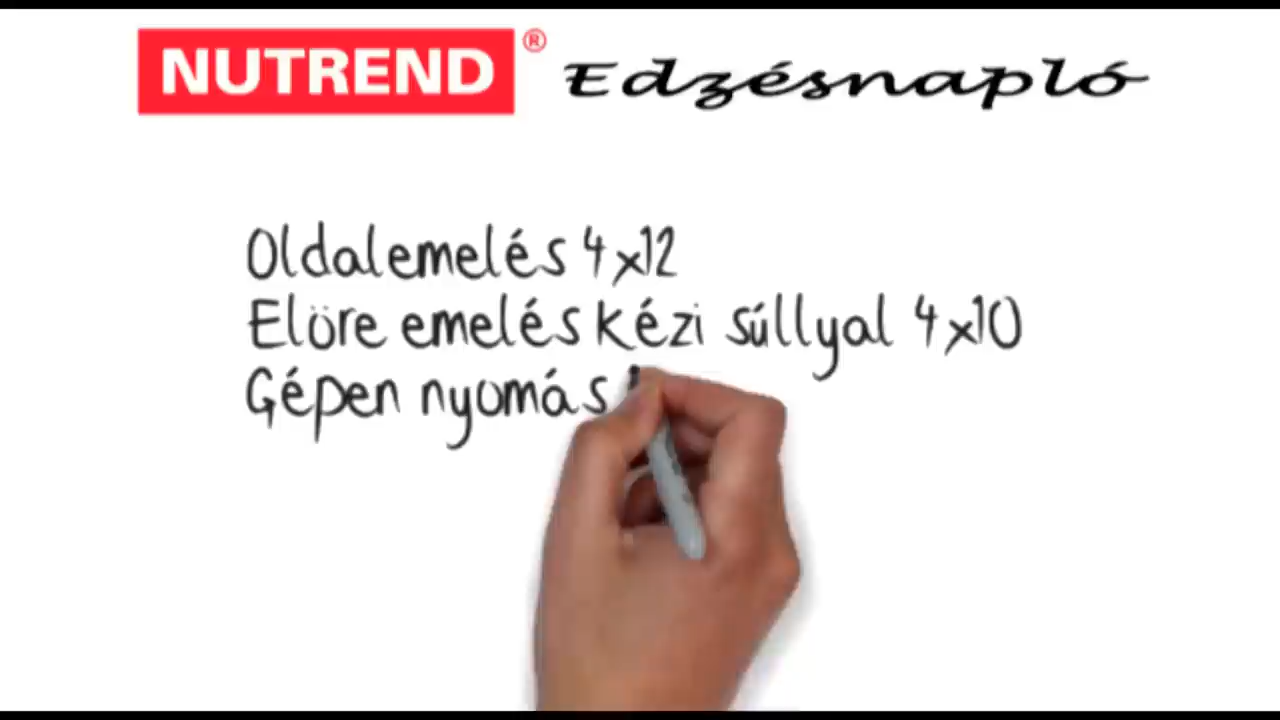 NUTREND® Edzésnapló
Oldalemelés 4x12
Elöre emelés kézi súllyal 4x10
Gépen nyomás